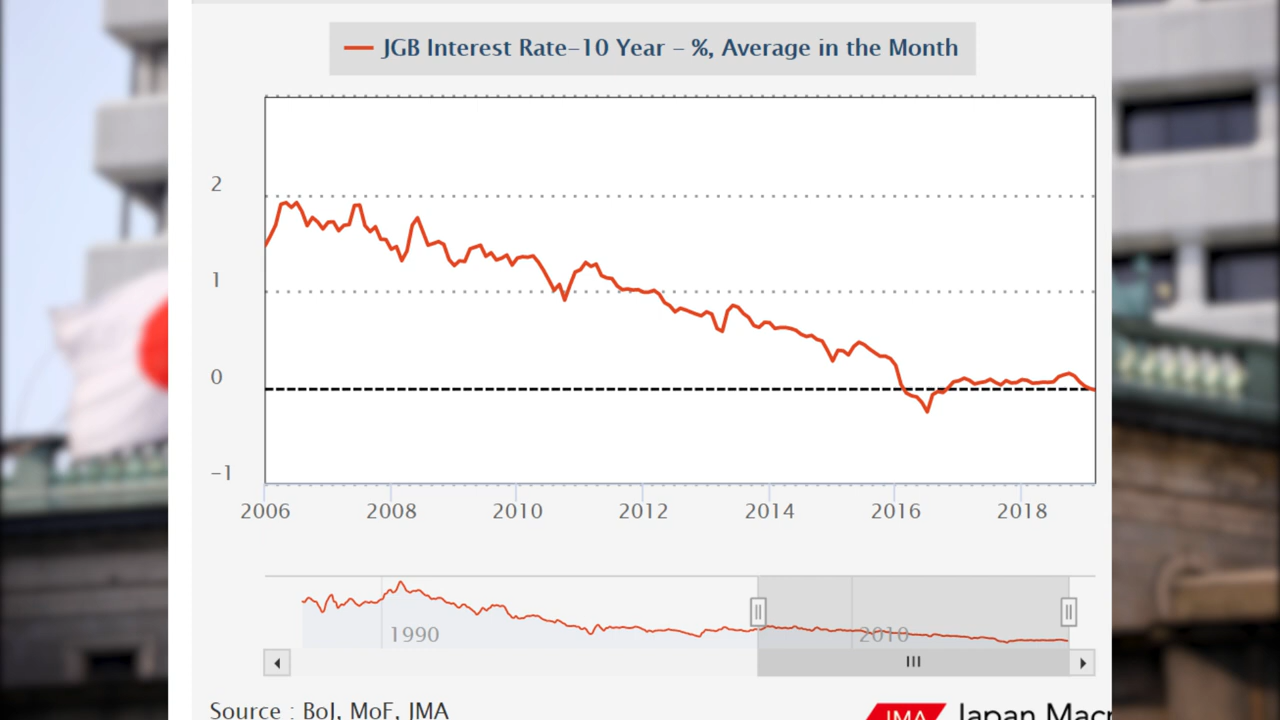 JGB Interest Rate-10 Year - %, Average in the Month
2
1
0
-1
2006 2008 2010 2012 2014 2016 2018
1990 2010
Source : BoJ, MoF, JMA
JMA Japan